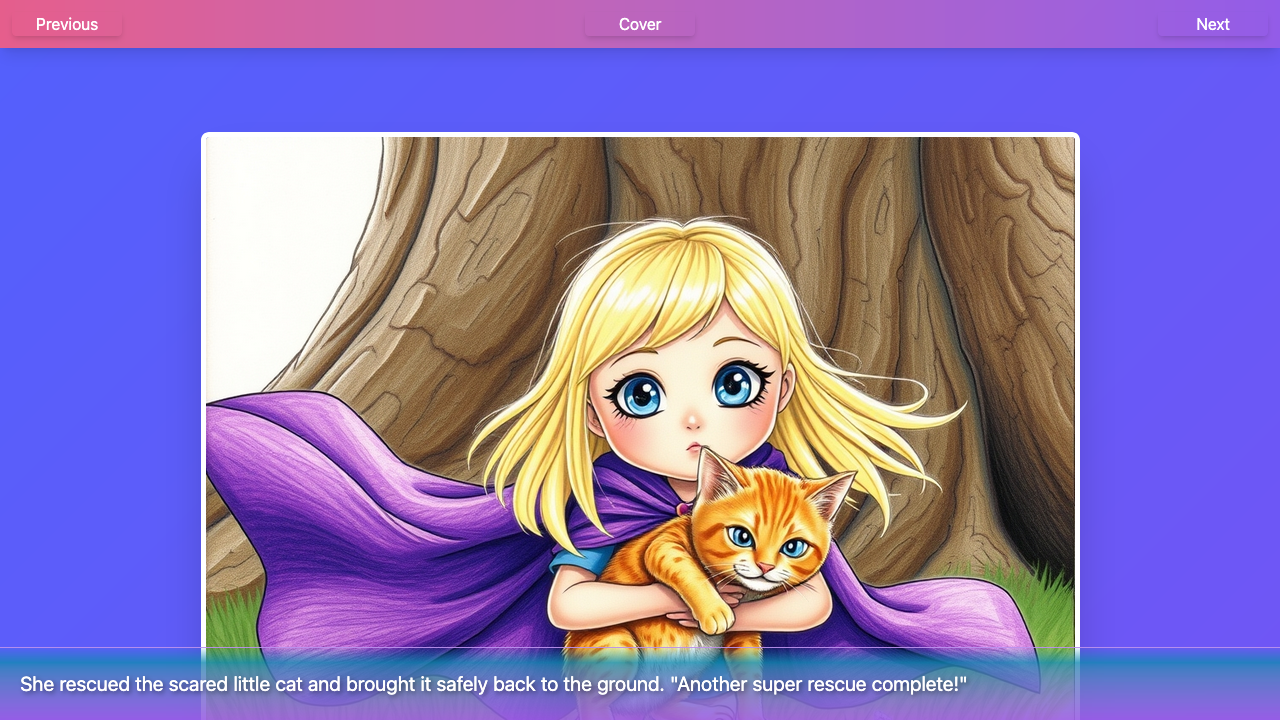 Previous
Cover
Next
She rescued the scared little cat and brought it safely back to the ground. "Another super rescue complete!"